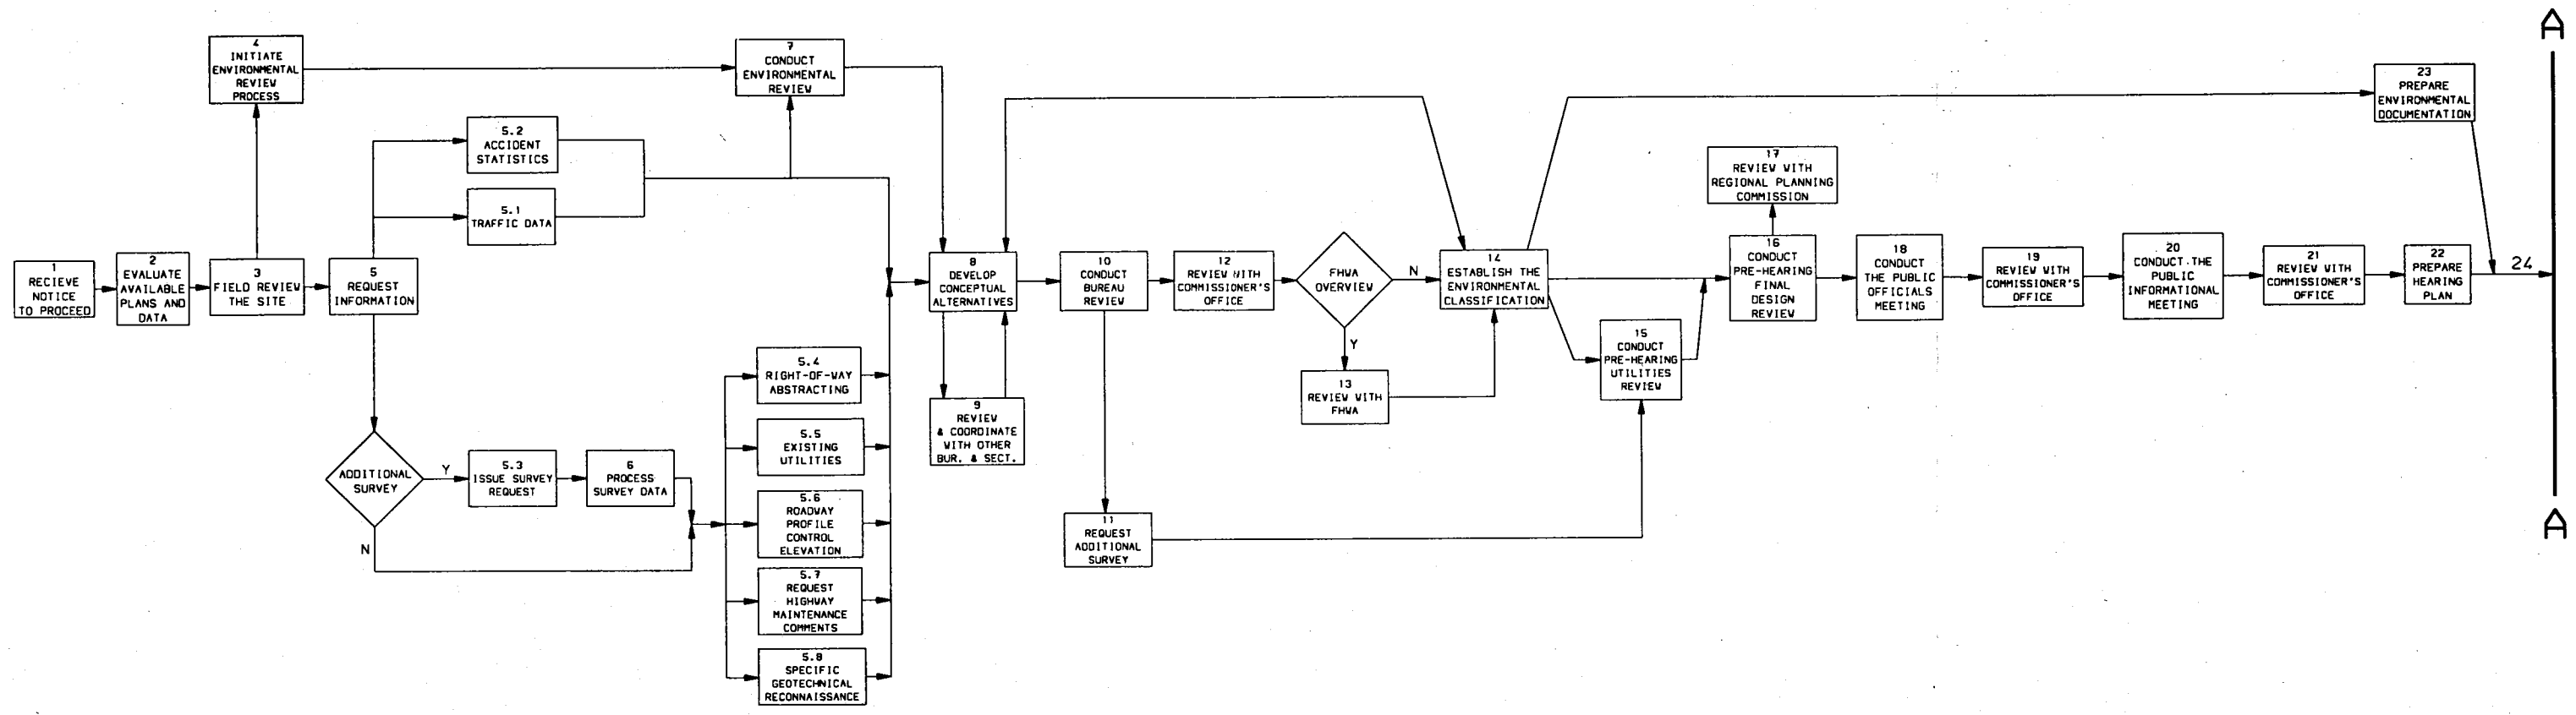 A
4
INITIATE
ENVIRONMENTAL
REVIEW
PROCESS
7
CONDUCT
ENVIRONMENTAL
REVIEW
23
PREPARE
ENVIRONMENTAL
DOCUMENTATION
5.2
ACCIDENT
STATISTICS
5.1
TRAFFIC DATA
17
REVIEW WITH
REGIONAL PLANNING
COMMISSION
1
RECIEVE
NOTICE
TO PROCEED
2
EVALUATE
AVAILABLE
PLANS AND
DATA
3
FIELD REVIEW
THE SITE
5
REQUEST
INFORMATION
8
DEVELOP
CONCEPTUAL
ALTERNATIVES
10
CONDUCT
BUREAU
REVIEW
12
REVIEW WITH
COMMISSIONER'S
OFFICE
FHWA
OVERVIEW
N
Y
14
ESTABLISH THE
ENVIRONMENTAL
CLASSIFICATION
16
CONDUCT
PRE-HEARING
FINAL
DESIGN
REVIEW
18
CONDUCT
THE PUBLIC
OFFICIALS
MEETING
19
REVIEW WITH
COMMISSIONER'S
OFFICE
20
CONDUCT THE
PUBLIC
INFORMATIONAL
MEETING
21
REVIEW WITH
COMMISSIONER'S
OFFICE
22
PREPARE
HEARING
PLAN
24
13
REVIEW WITH
FHWA
15
CONDUCT
PRE-HEARING
UTILITIES
REVIEW
5.4
RIGHT-OF-WAY
ABSTRACTING
9
REVIEW
& COORDINATE
WITH OTHER
BUR. & SECT.
ADDITIONAL
SURVEY
Y
N
5.3
ISSUE SURVEY
REQUEST
6
PROCESS
SURVEY DATA
5.5
EXISTING
UTILITIES
5.6
ROADWAY
PROFILE
CONTROL
ELEVATION
5.7
REQUEST
HIGHWAY
MAINTENANCE
COMMENTS
5.8
SPECIFIC
GEOTECHNICAL
RECONNAISSANCE
11
REQUEST
ADDITIONAL
SURVEY
A